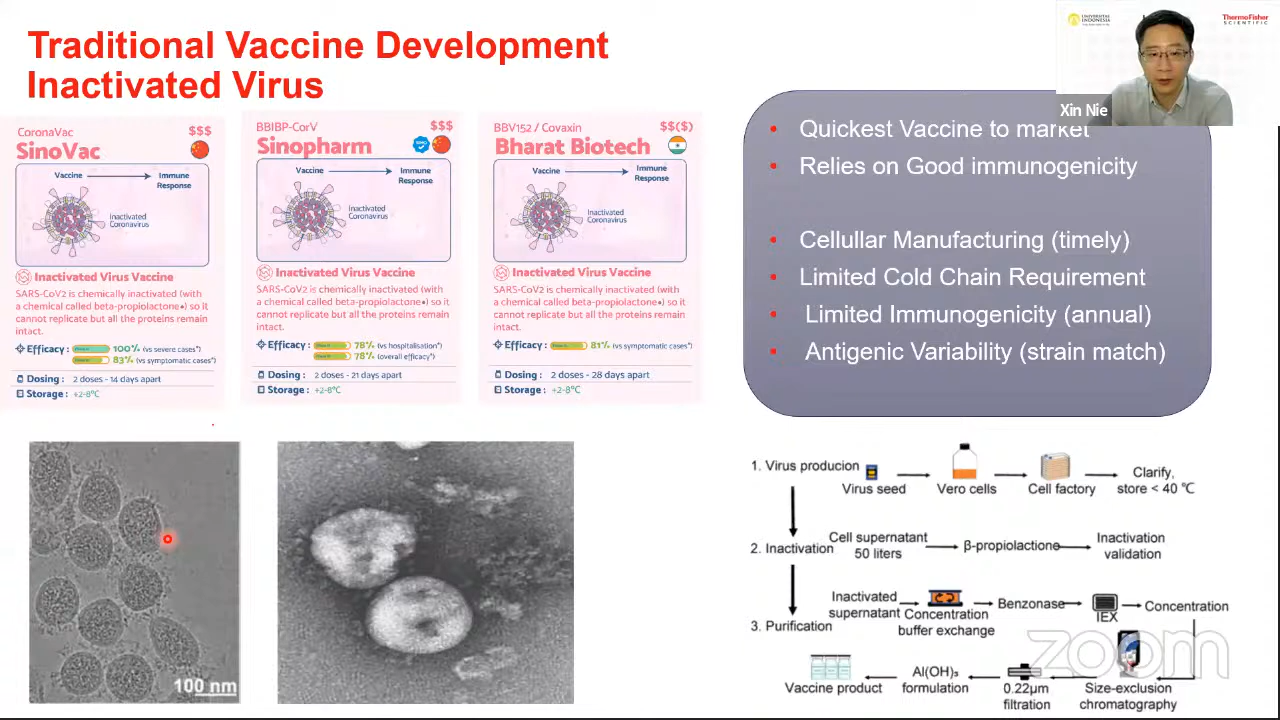 Traditional Vaccine Development
Inactivated Virus
UNIVERSITAS
INDONESIA
ThermoFisher
SCIENTIFIC
Xin Nie
CoronaVac
$$$
SinoVac
Vaccine
Immune
Response
Inactivated
Coronavirus
Inactivated Virus Vaccine
SARS-CoV2 is chemically inactivated (with
a chemical called beta-propiolactone•) so it
cannot replicate but all the proteins remain
intact.
Efficacy : 100% (vs severe cases*)
83% (vs symptomatic cases*)
Dosing : 2 doses - 14 days apart
Storage : +2-8°C
BBIBP-CorV
$$$
Sinopharm
Vaccine
Immune
Response
Inactivated
Coronavirus
Inactivated Virus Vaccine
SARS-CoV2 is chemically inactivated (with
a chemical called beta-propiolactone•) so it
cannot replicate but all the proteins remain
intact.
Efficacy : 78% (vs hospitalisation*)
78% (overall efficacy*)
Dosing : 2 doses - 21 days apart
Storage : +2-8°C
BBV152 / Covaxin
$$($)
Bharat Biotech
Vaccine
Immune
Response
Inactivated
Coronavirus
Inactivated Virus Vaccine
SARS-CoV2 is chemically inactivated (with
a chemical called beta-propiolactone•) so it
cannot replicate but all the proteins remain
intact.
Efficacy : 81% (vs symptomatic cases*)
Dosing : 2 doses - 28 days apart
Storage : +2-8°C
• Quickest Vaccine to market
• Relies on Good immunogenicity
• Cellullar Manufacturing (timely)
• Limited Cold Chain Requirement
• Limited Immunogenicity (annual)
• Antigenic Variability (strain match)
100 nm
1. Virus producion
Virus seed
Vero cells
Cell factory
Clarify,
store < 40 ℃
2. Inactivation
Cell supernatant
50 liters
β-propiolactone
Inactivation
validation
3. Purification
Inactivated
supernatant
Concentration
buffer exchange
Benzonase
IEX
Concentration
Size-exclusion
chromatography
0.22μm
filtration
Al(OH)₃
formulation
Vaccine product
zoom